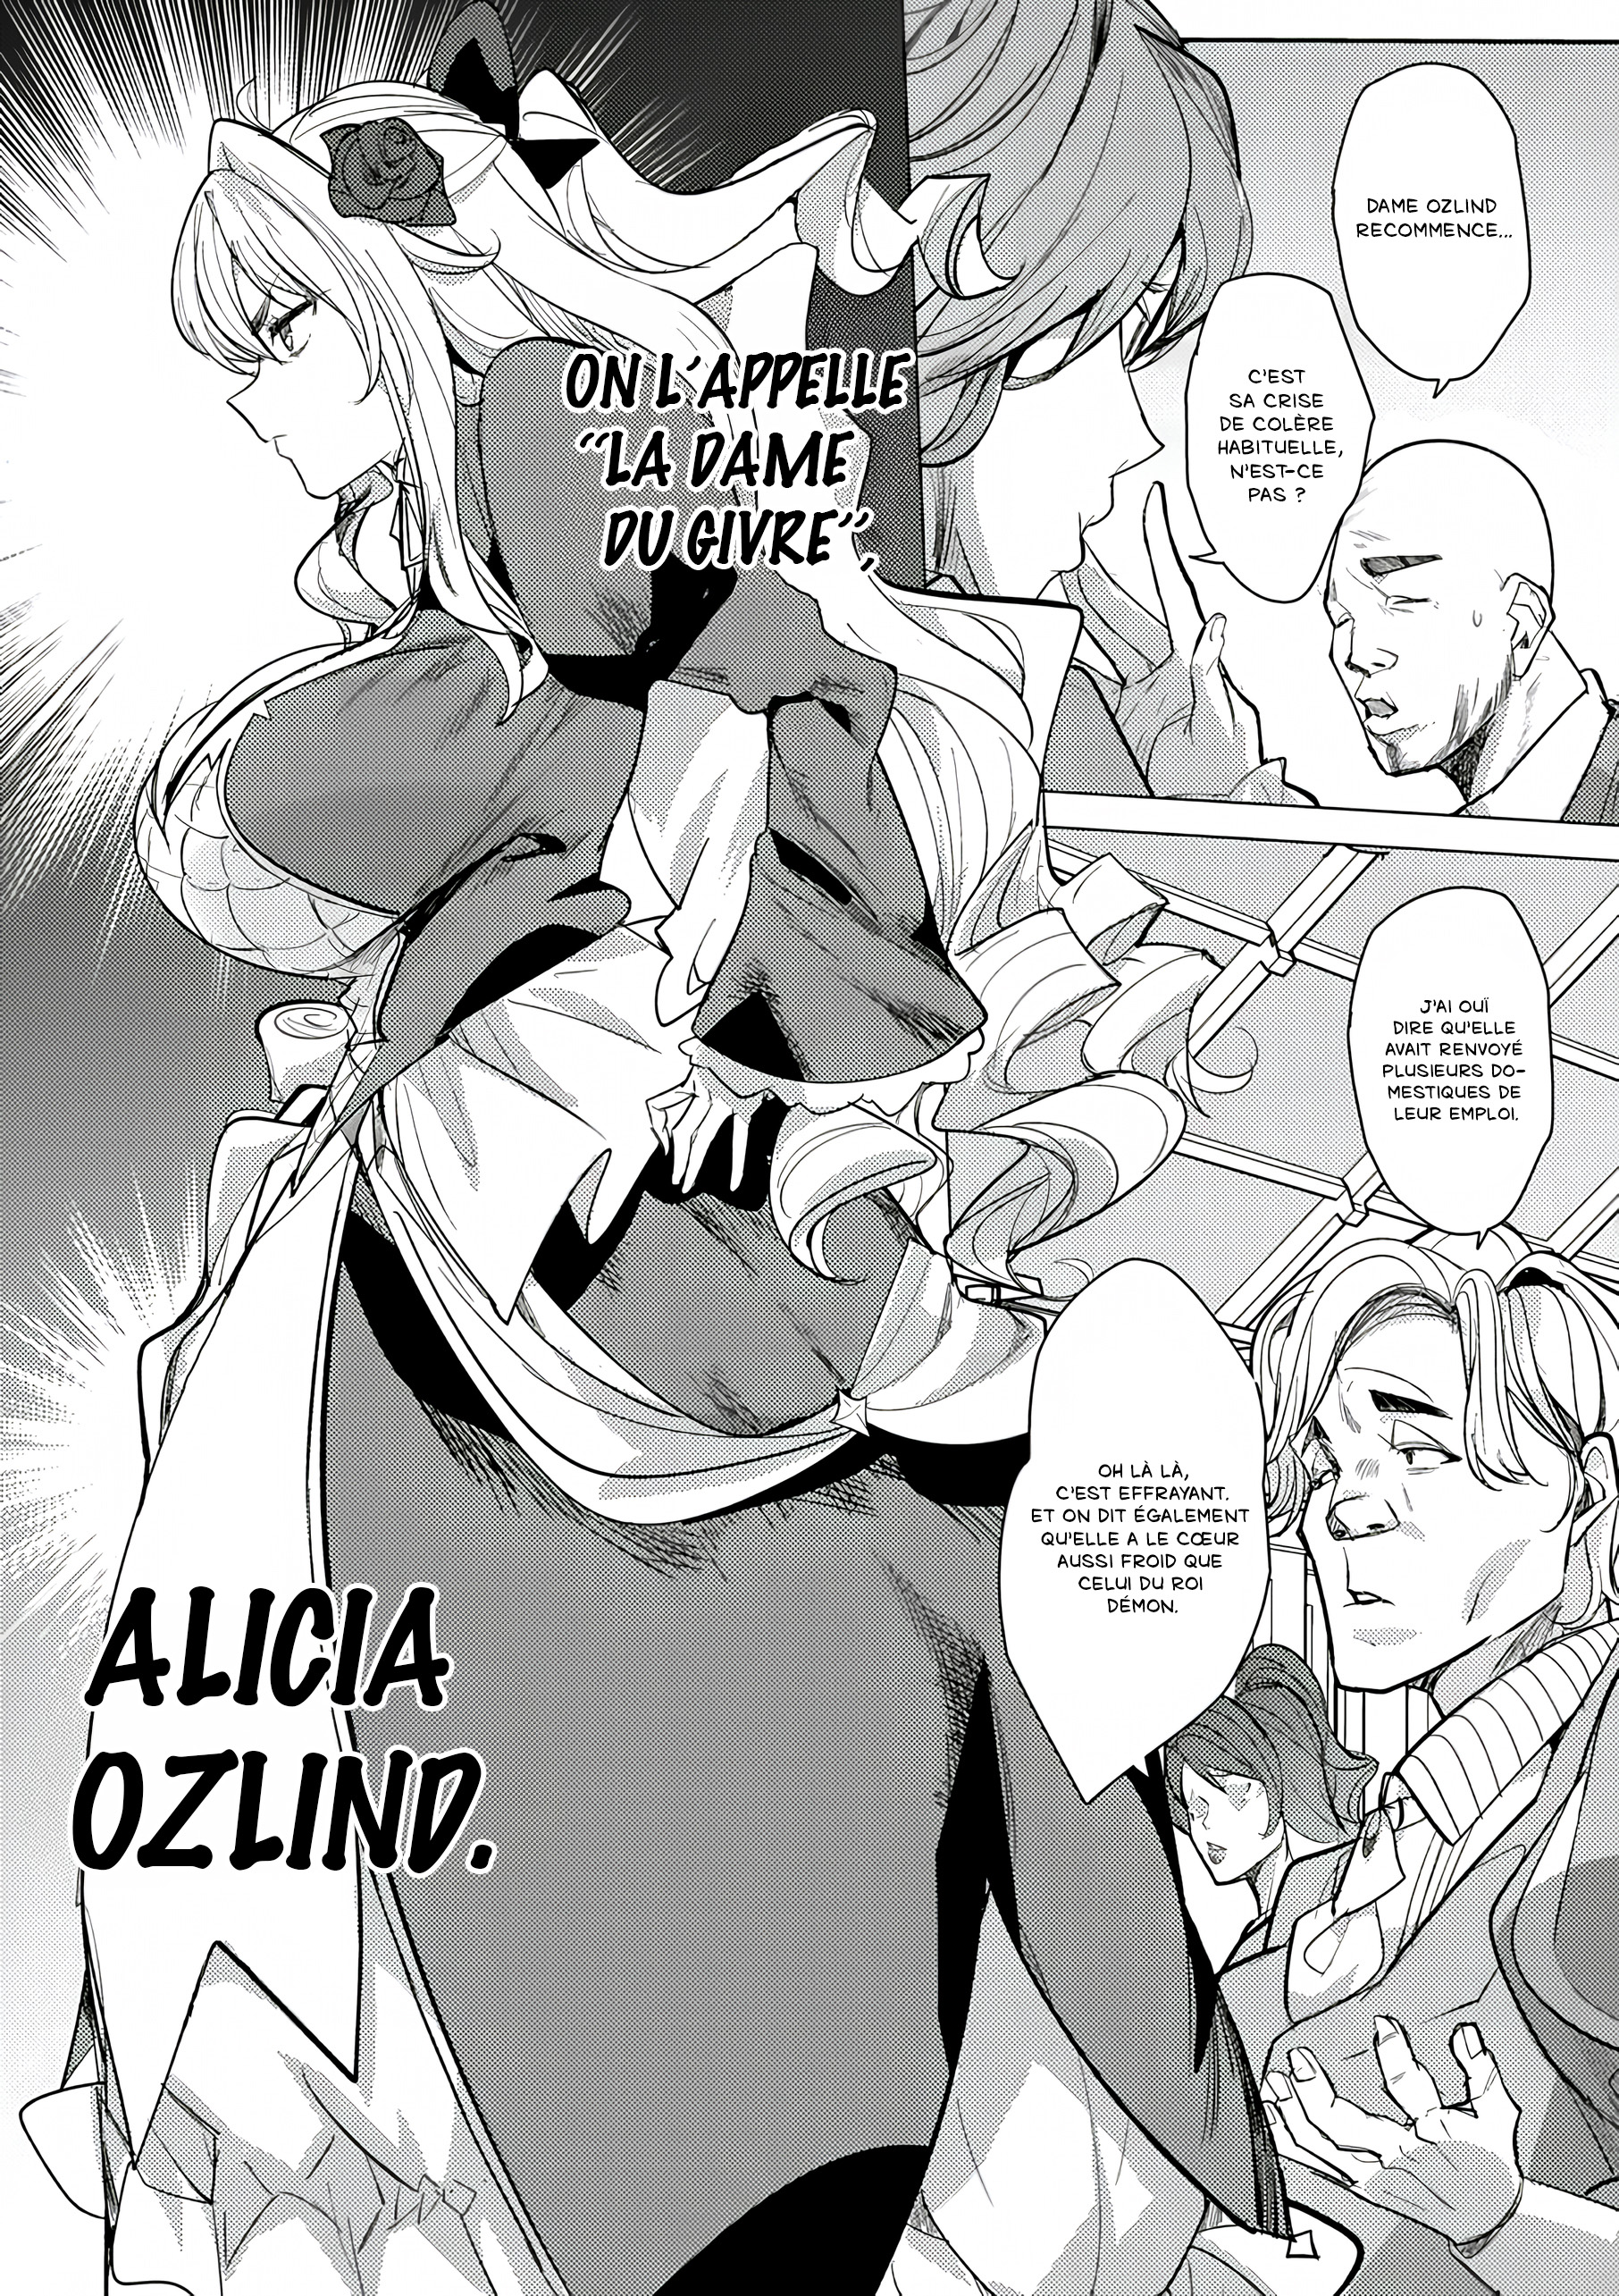 DAME OZLIND
RECOMMENCE...
C'EST
SA CRISE
DE COLÈRE
HABITUELLE,
N'EST-CE
PAS ?
J'AI OUÏ
DIRE QU'ELLE
AVAIT RENVOYÉ
PLUSIEURS DO-
MESTIQUES DE
LEUR EMPLOI.
OH LÀ LÀ,
C'EST EFFRAYANT.
ET ON DIT ÉGALEMENT
QU'ELLE A LE CŒUR
AUSSI FROID QUE
CELUI DU ROI
DÉMON.
ON L'APPELLE
"LA DAME
DU GIVRE",
ALICIA
OZLIND.